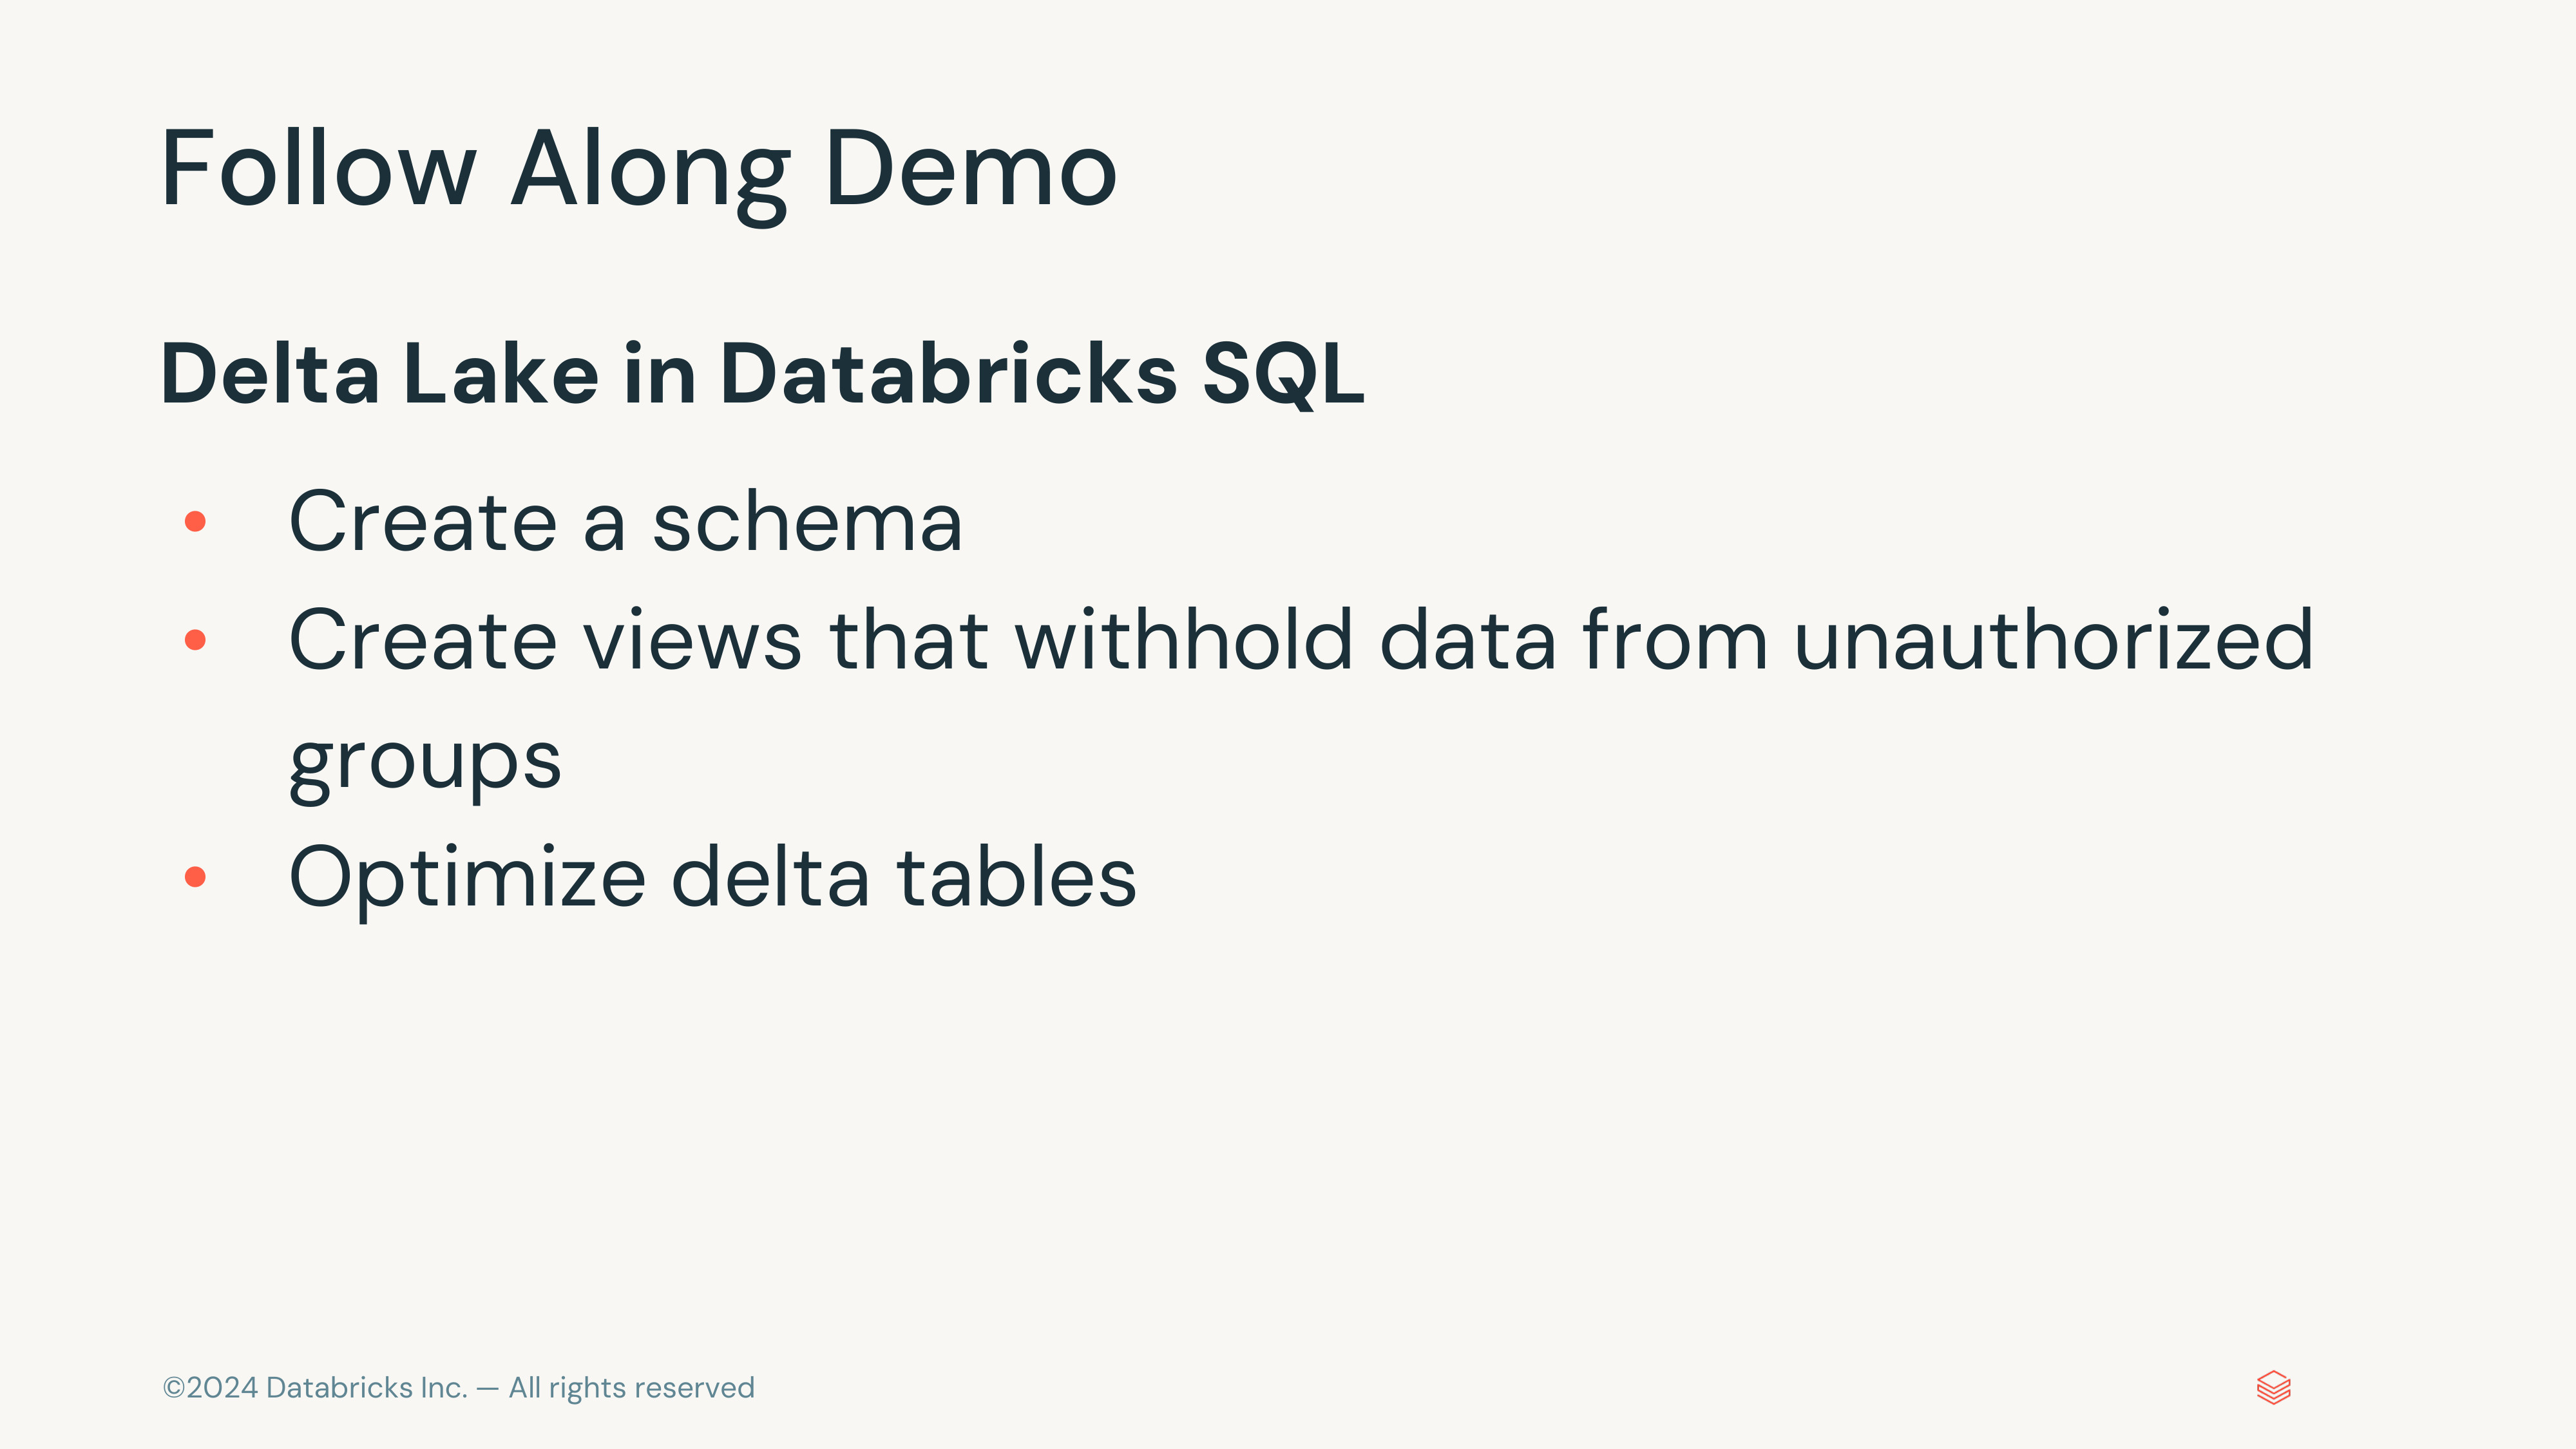 Follow Along Demo
Delta Lake in Databricks SQL
• Create a schema
• Create views that withhold data from unauthorized
groups
• Optimize delta tables
©2024 Databricks Inc. — All rights reserved